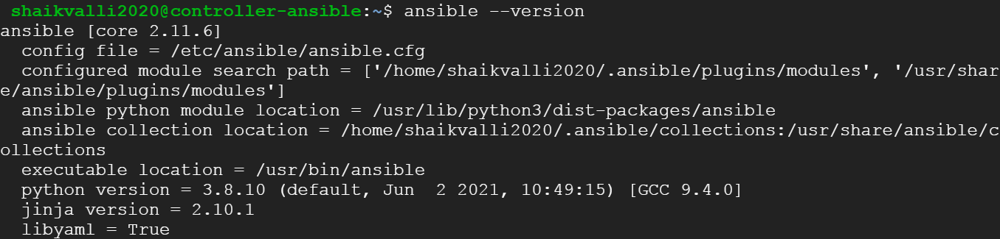 shaikvalli2020@controller-ansible:~$ ansible --version
ansible [core 2.11.6]
  config file = /etc/ansible/ansible.cfg
  configured module search path = ['/home/shaikvalli2020/.ansible/plugins/modules', '/usr/shar
e/ansible/plugins/modules']
  ansible python module location = /usr/lib/python3/dist-packages/ansible
  ansible collection location = /home/shaikvalli2020/.ansible/collections:/usr/share/ansible/c
ollections
  executable location = /usr/bin/ansible
  python version = 3.8.10 (default, Jun  2 2021, 10:49:15) [GCC 9.4.0]
  jinja version = 2.10.1
  libyaml = True